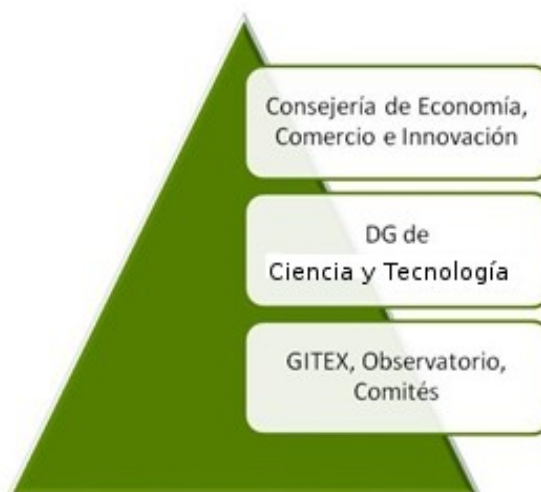 Consejería de Economía,
Comercio e Innovación
DG de
Ciencia y Tecnología
GITEX, Observatorio,
Comités